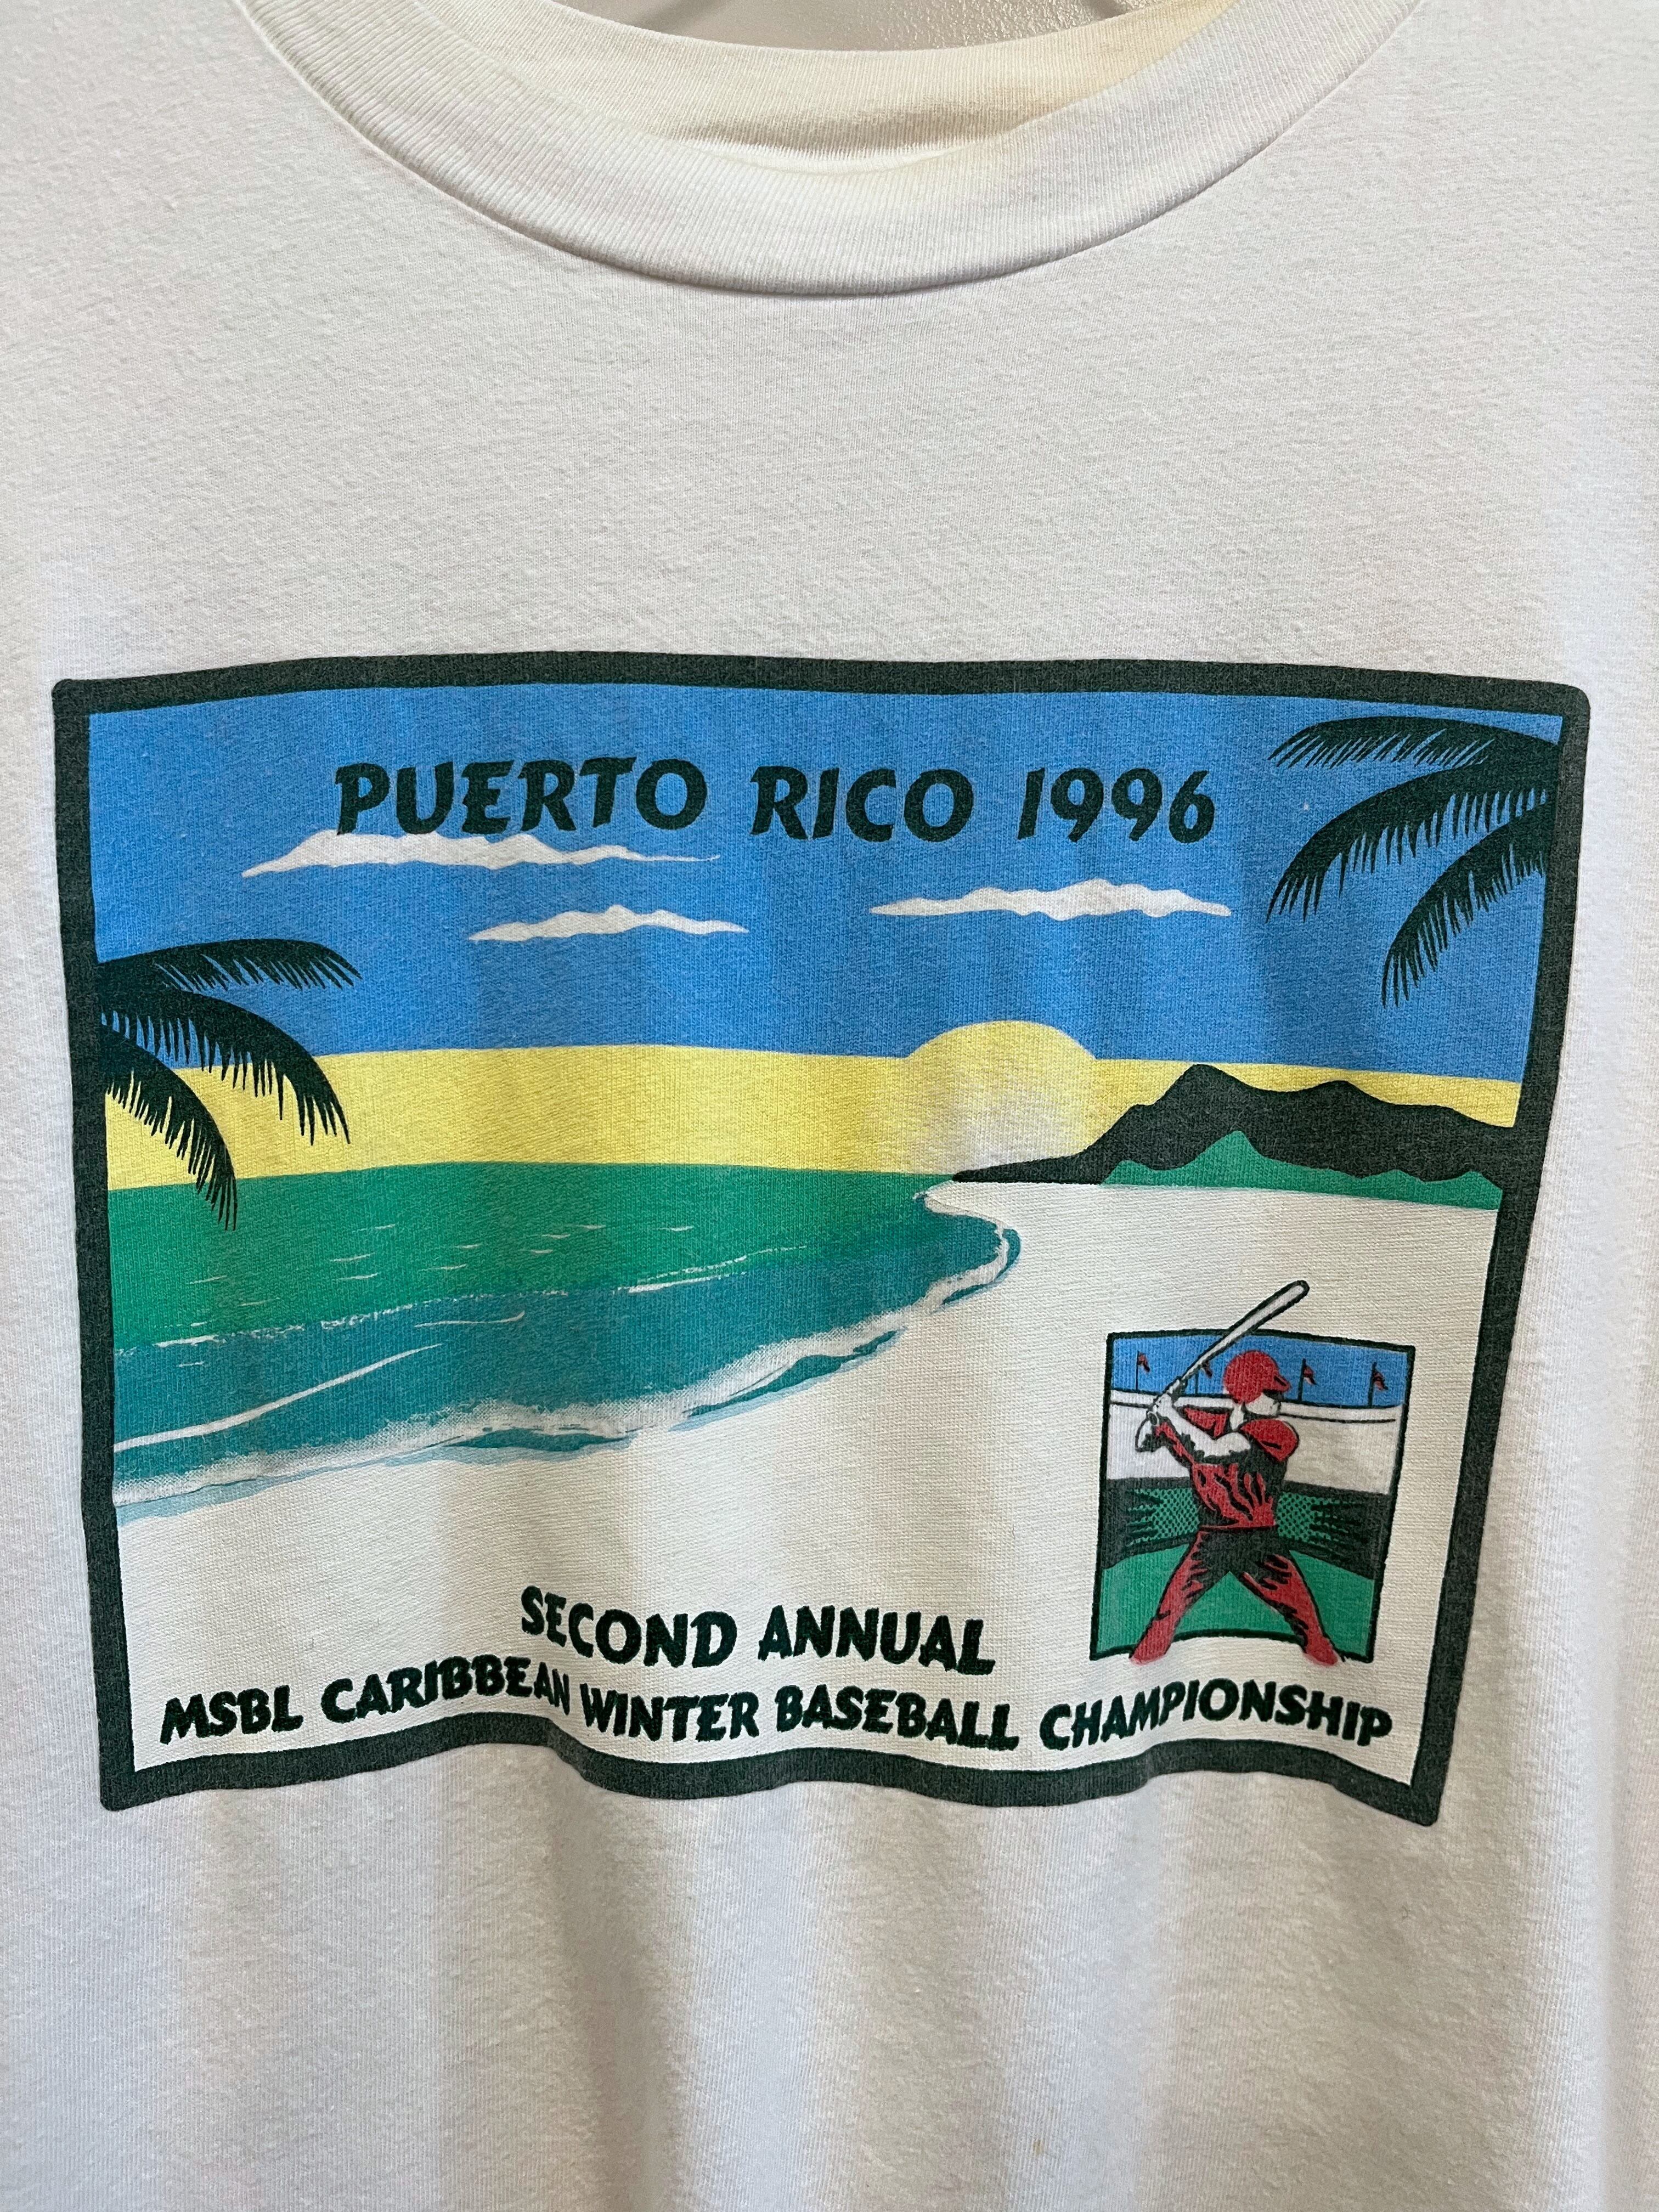 PUERTO RICO 1996
SECOND ANNUAL
MSBL CARIBBEAN WINTER BASEBALL CHAMPIONSHIP